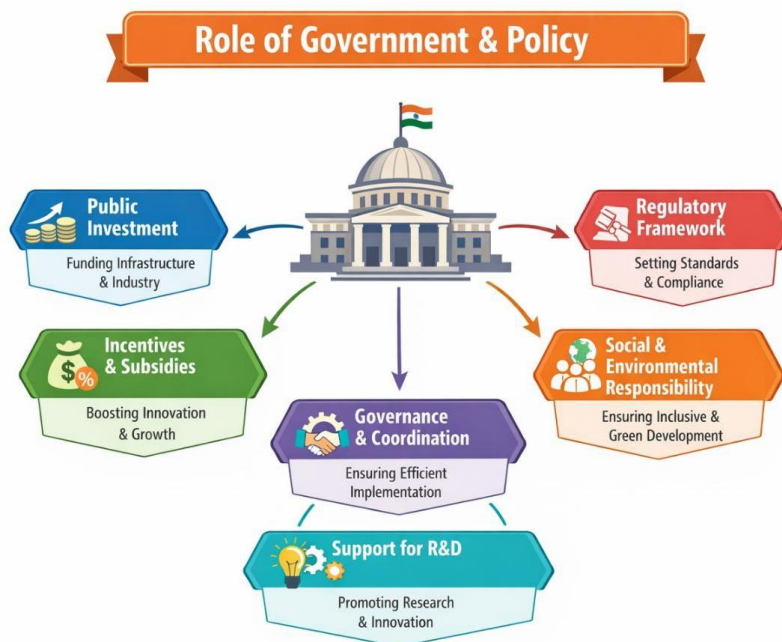 Role of Government & Policy
Public
Investment
Funding Infrastructure
& Industry
Regulatory
Framework
Setting Standards
& Compliance
Incentives
& Subsidies
$
%
Boosting Innovation
& Growth
Social &
Environmental
Responsibility
Ensuring Inclusive &
Green Development
Governance
& Coordination
Ensuring Efficient
Implementation
Support for R&D
Promoting Research
& Innovation